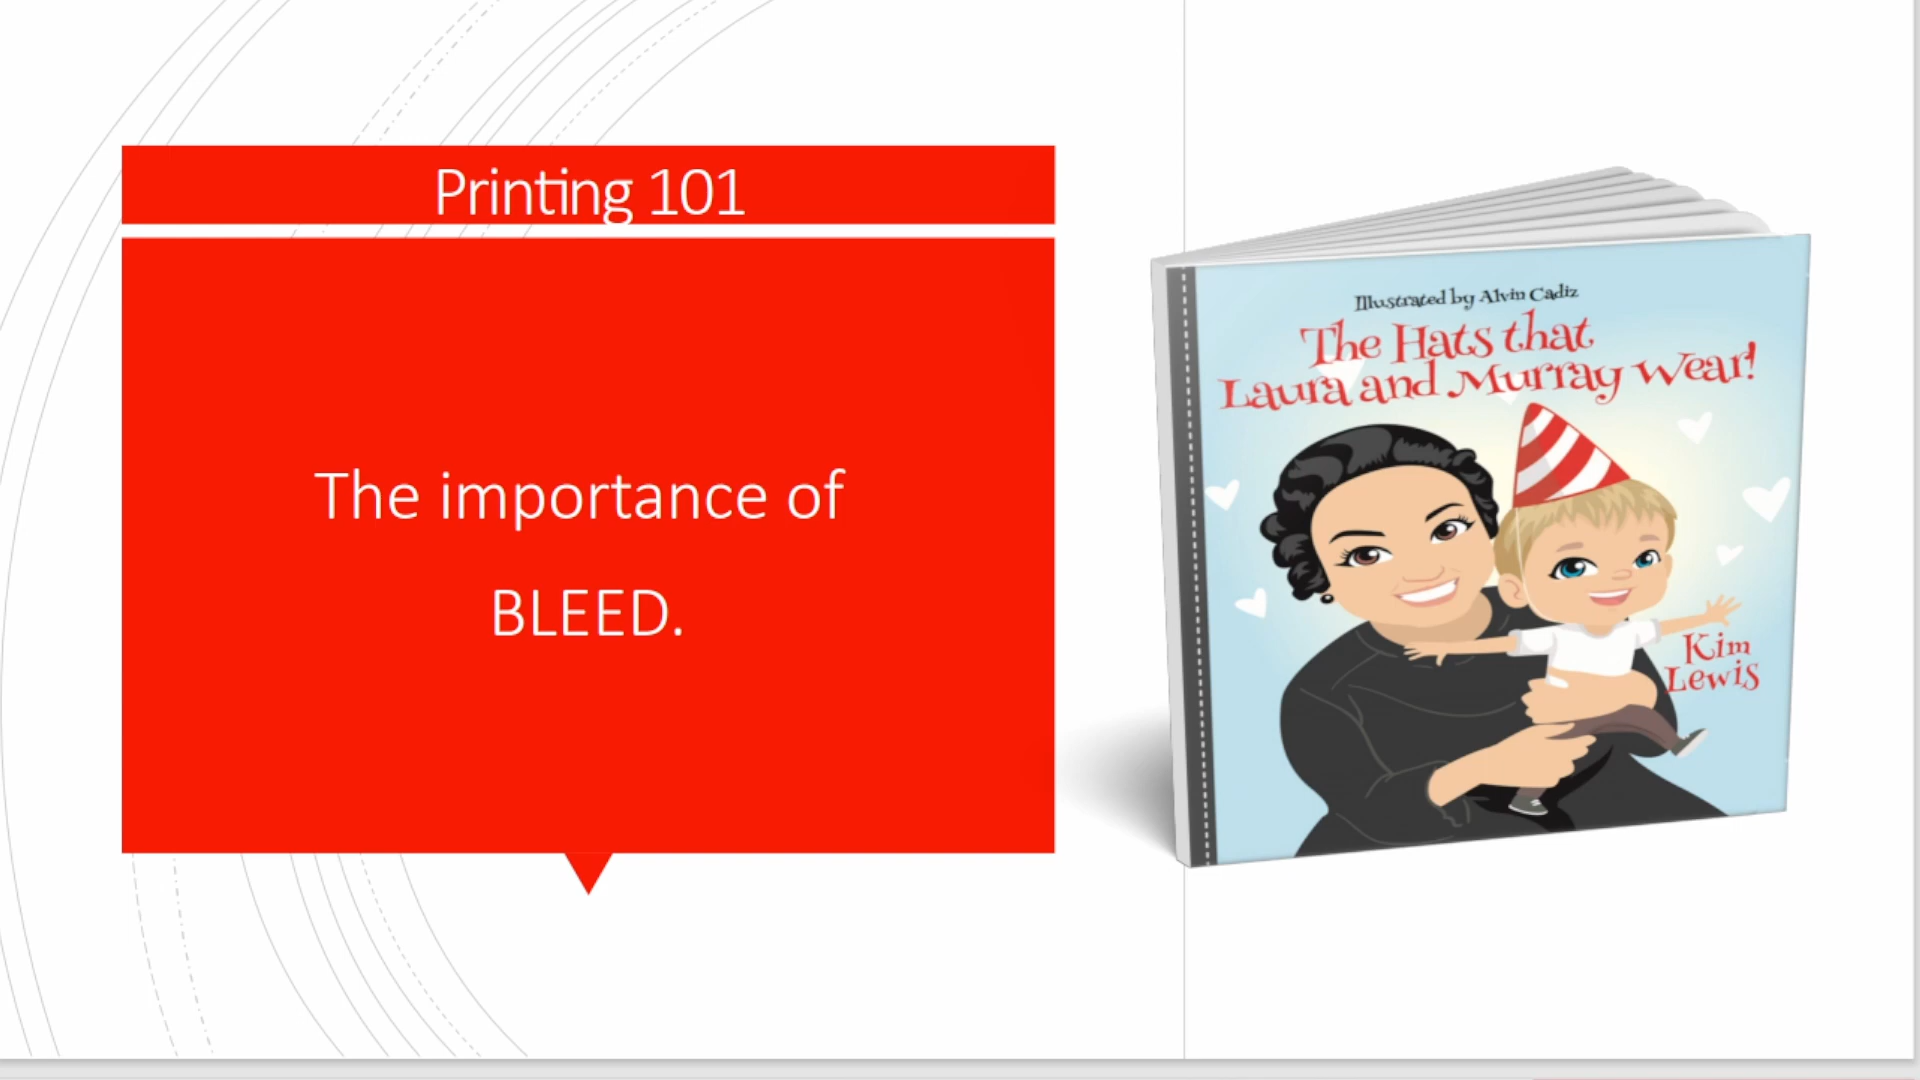 Printing 101
The importance of
BLEED.
Illustrated by Alvin Cadiz
The Hats that
Laura and Murray Wear!
Kim
Lewis